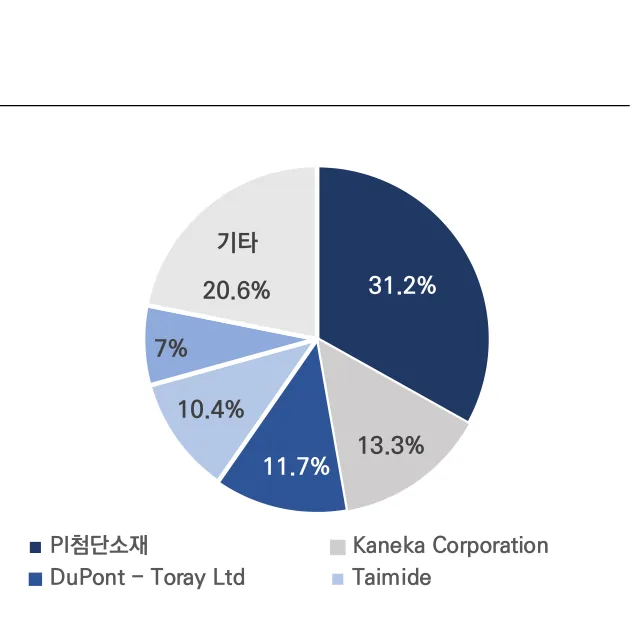 기타
20.6%
31.2%
7%
10.4%
13.3%
11.7%
PI첨단소재
Kaneka Corporation
DuPont - Toray Ltd
Taimide